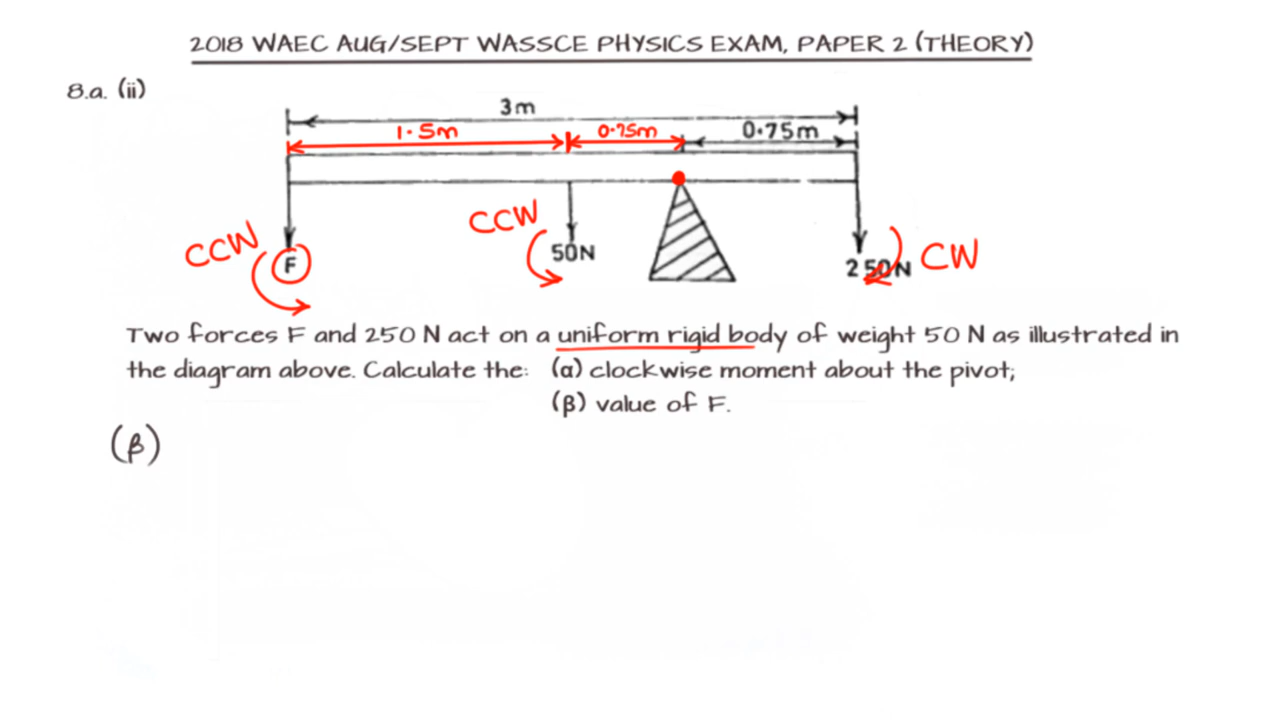 2018 WAEC AUG/SEPT WASSCE PHYSICS EXAM, PAPER 2 (THEORY)
8.a. (ii)
3m
1.5m 0.75m 0.75m
CCW F CCW 50N 250N CW
Two forces F and 250 N act on a uniform rigid body of weight 50 N as illustrated in
the diagram above. Calculate the: (α) clockwise moment about the pivot;
(β) value of F.
(β)